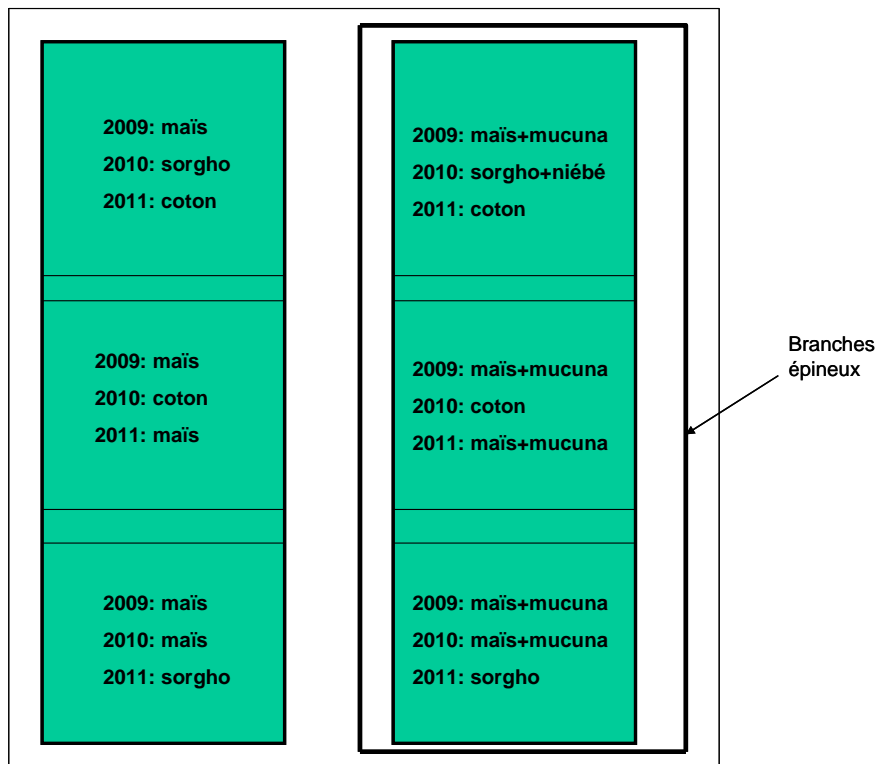 2009: maïs
2010: sorgho
2011: coton
2009: maïs
2010: coton
2011: maïs
2009: maïs
2010: maïs
2011: sorgho
2009: maïs+mucuna
2010: sorgho+niébé
2011: coton
2009: maïs+mucuna
2010: coton
2011: maïs+mucuna
2009: maïs+mucuna
2010: maïs+mucuna
2011: sorgho
Branches
épineux